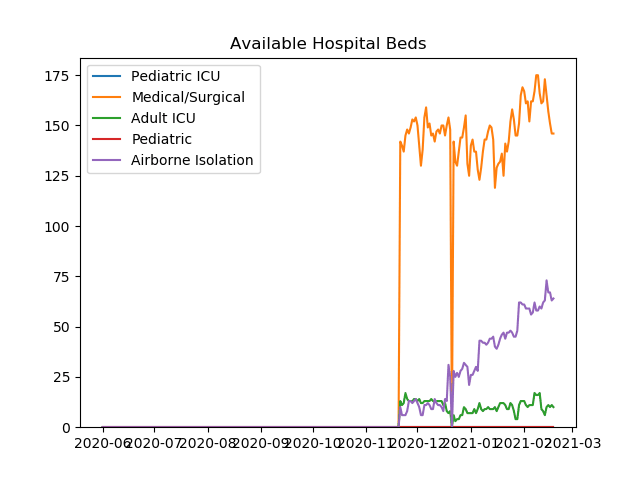 Available Hospital Beds
Pediatric ICU
Medical/Surgical
Adult ICU
Pediatric
Airborne Isolation
175
150
125
100
75
50
25
0
2020-06 2020-07 2020-08 2020-09 2020-10 2020-11 2020-12 2021-01 2021-02 2021-03